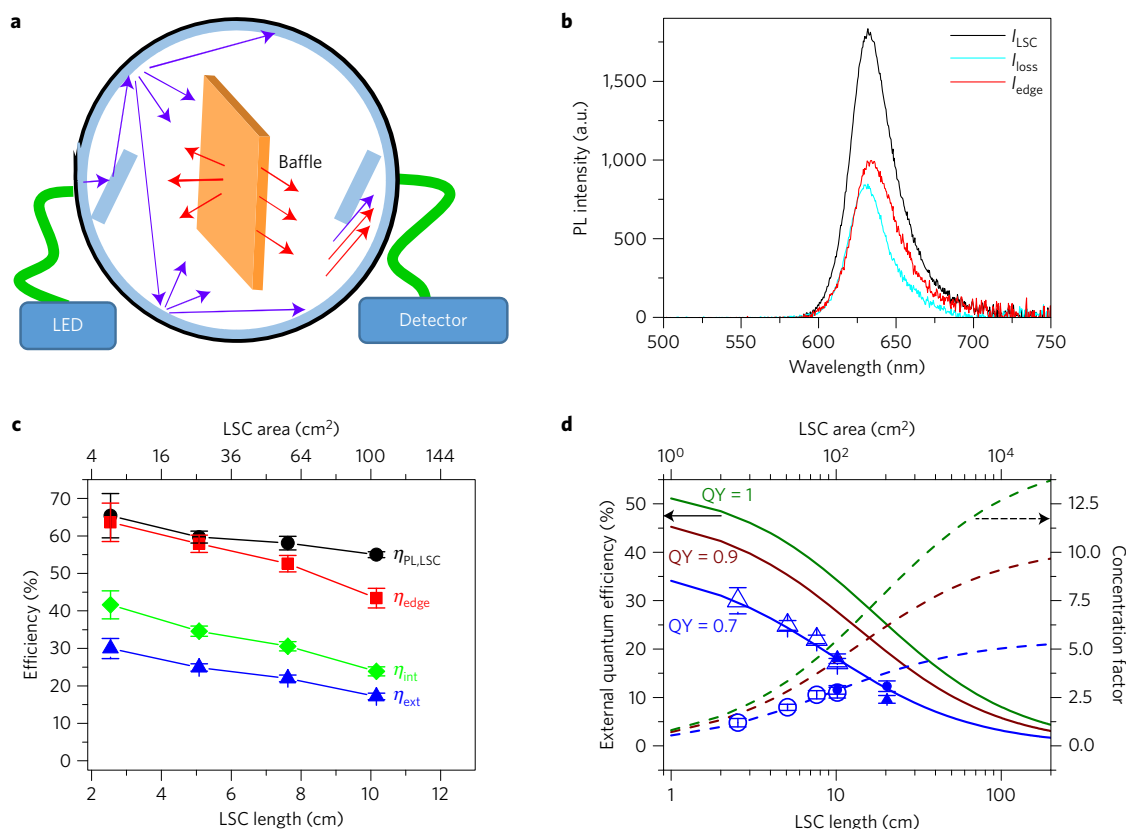 a
Baffle
LED
Detector
b
I_LSC
I_loss
I_edge
PL intensity (a.u.)
1,500
1,000
500
0
500 550 600 650 700 750
Wavelength (nm)
c
LSC area (cm²)
4 16 36 64 100 144
Efficiency (%)
70
60
50
40
30
20
10
0
η_PL,LSC
η_edge
η_int
η_ext
2 4 6 8 10 12
LSC length (cm)
d
LSC area (cm²)
10⁰ 10² 10⁴
External quantum efficiency (%)
50
40
30
20
10
0
QY = 1
QY = 0.9
QY = 0.7
12.5
10.0
7.5
5.0
2.5
0.0
Concentration factor
1 10 100
LSC length (cm)